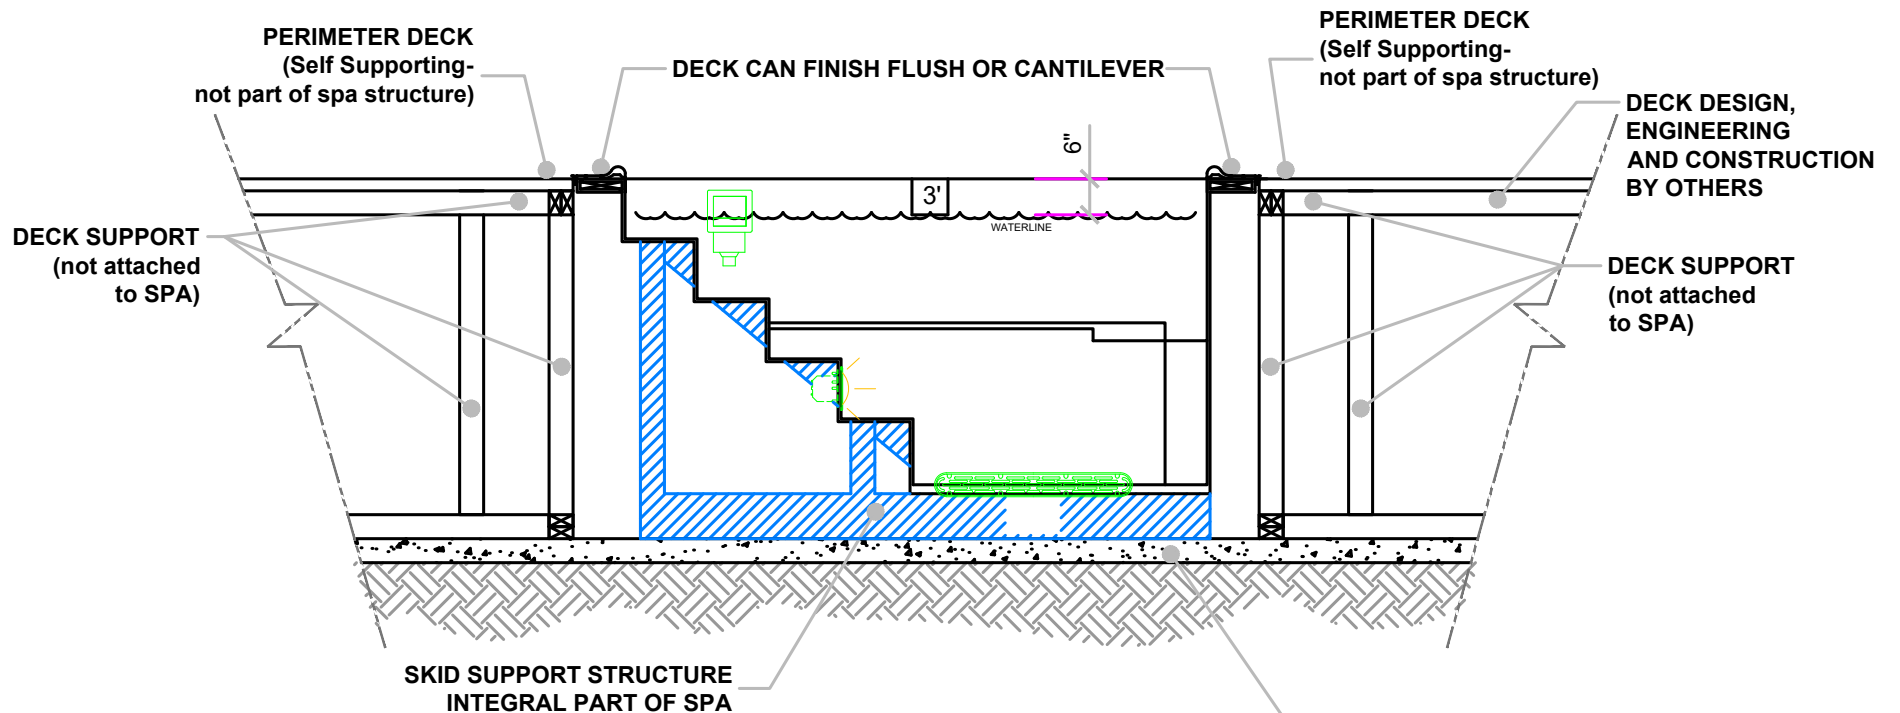 PERIMETER DECK
(Self Supporting-
not part of spa structure)
DECK CAN FINISH FLUSH OR CANTILEVER
PERIMETER DECK
(Self Supporting-
not part of spa structure)
DECK DESIGN,
ENGINEERING
AND CONSTRUCTION
BY OTHERS
6"
3'
WATERLINE
DECK SUPPORT
(not attached
to SPA)
DECK SUPPORT
(not attached
to SPA)
SKID SUPPORT STRUCTURE
INTEGRAL PART OF SPA